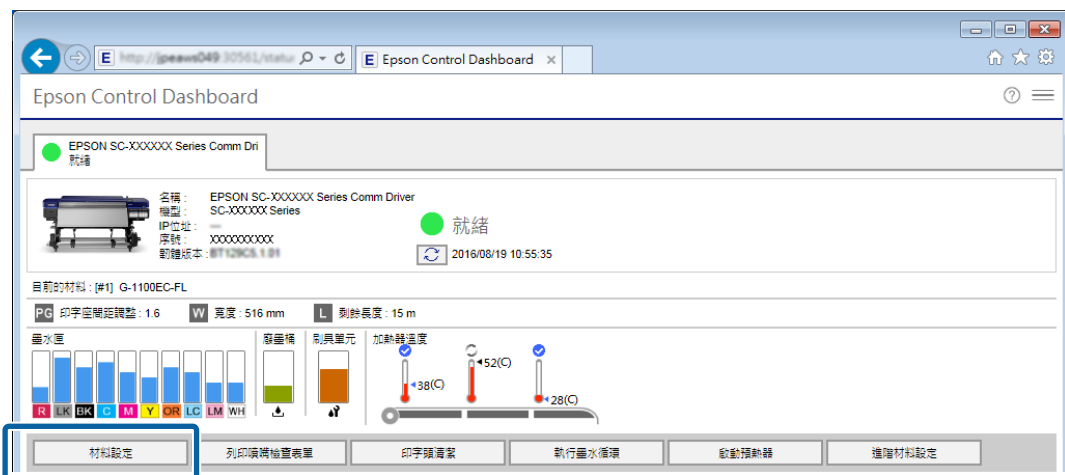 E Epson Control Dashboard ×
Epson Control Dashboard
EPSON SC-XXXXXX Series Comm Dri
就緒
名稱 : EPSON SC-XXXXXX Series Comm Driver
機型 : SC-XXXXXX Series
IP位址 : —
序號 : XXXXXXXXXX
韌體版本 :
就緒
2016/08/19 10:55:35
目前的材料 : [#1] G-1100EC-FL
PG 印字座間距調整 : 1.6 W 寬度 : 516 mm L 剩餘長度 : 15 m
墨水匣 廢墨桶 刷具單元 加熱器溫度
52(C)
38(C)
28(C)
R LK BK C M Y OR LC LM WH
材料設定 列印噴嘴檢查表單 印字頭清潔 執行墨水循環 啟動預熱器 進階材料設定